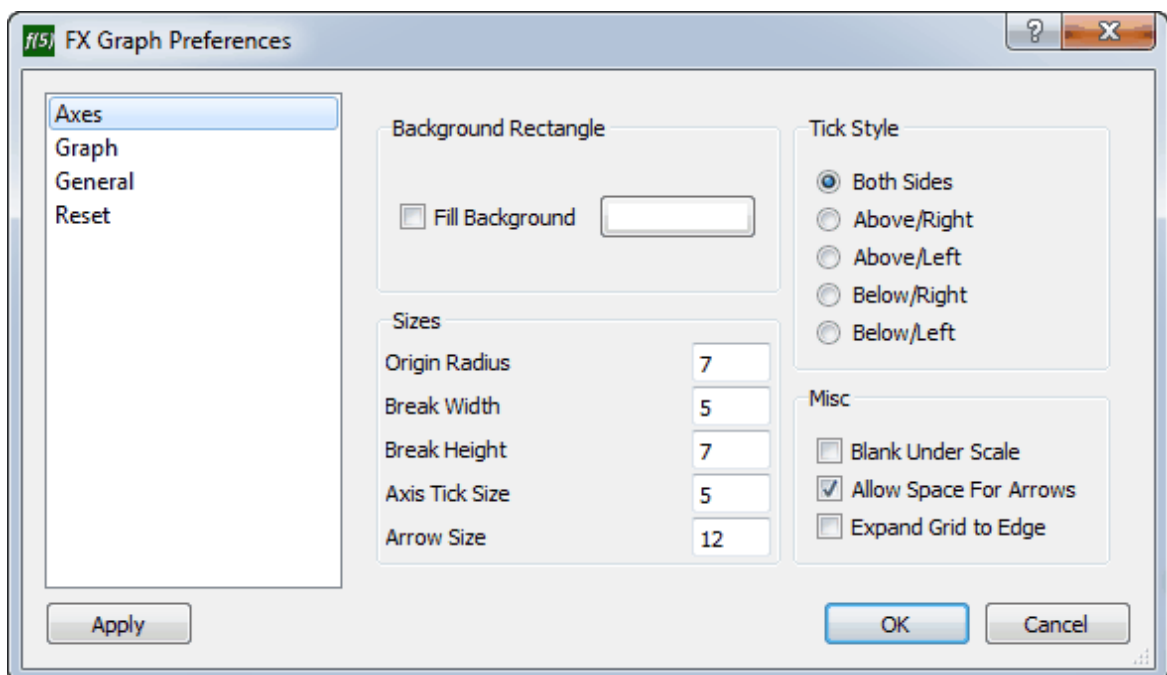 f(5) FX Graph Preferences
Axes
Graph
General
Reset
Background Rectangle
Fill Background
Sizes
Origin Radius 7
Break Width 5
Break Height 7
Axis Tick Size 5
Arrow Size 12
Tick Style
Both Sides
Above/Right
Above/Left
Below/Right
Below/Left
Misc
Blank Under Scale
Allow Space For Arrows
Expand Grid to Edge
Apply
OK
Cancel